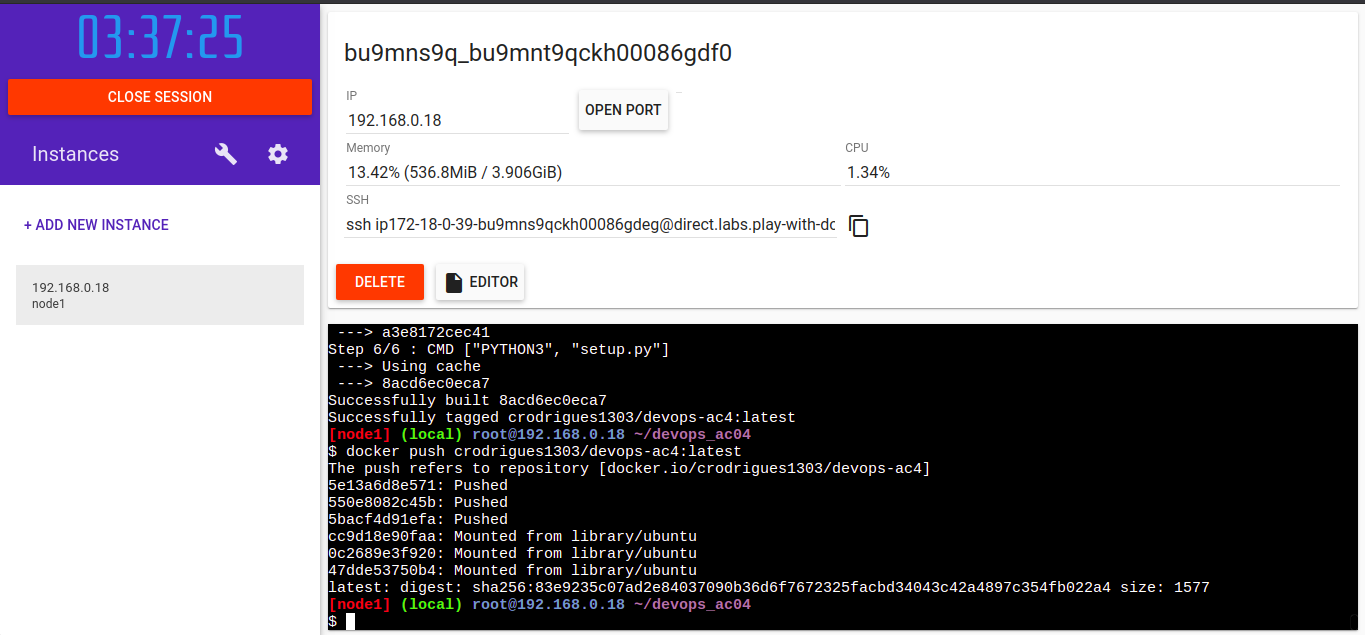 03:37:25
CLOSE SESSION
Instances
+ ADD NEW INSTANCE
192.168.0.18
node1
bu9mns9q_bu9mnt9qckh00086gdf0
IP
192.168.0.18
OPEN PORT
Memory
13.42% (536.8MiB / 3.906GiB)
CPU
1.34%
SSH
ssh ip172-18-0-39-bu9mns9qckh00086gdeg@direct.labs.play-with-dc
DELETE
EDITOR
---> a3e8172cec41
Step 6/6 : CMD ["PYTHON3", "setup.py"]
---> Using cache
---> 8acd6ec0eca7
Successfully built 8acd6ec0eca7
Successfully tagged crodrigues1303/devops-ac4:latest
[node1] (local) root@192.168.0.18 ~/devops_ac04
$ docker push crodrigues1303/devops-ac4:latest
The push refers to repository [docker.io/crodrigues1303/devops-ac4]
5e13a6d8e571: Pushed
550e8082c45b: Pushed
5bacf4d91efa: Pushed
cc9d18e90faa: Mounted from library/ubuntu
0c2689e3f920: Mounted from library/ubuntu
47dde53750b4: Mounted from library/ubuntu
latest: digest: sha256:83e9235c07ad2e84037090b36d6f7672325facbd34043c42a4897c354fb022a4 size: 1577
[node1] (local) root@192.168.0.18 ~/devops_ac04
$